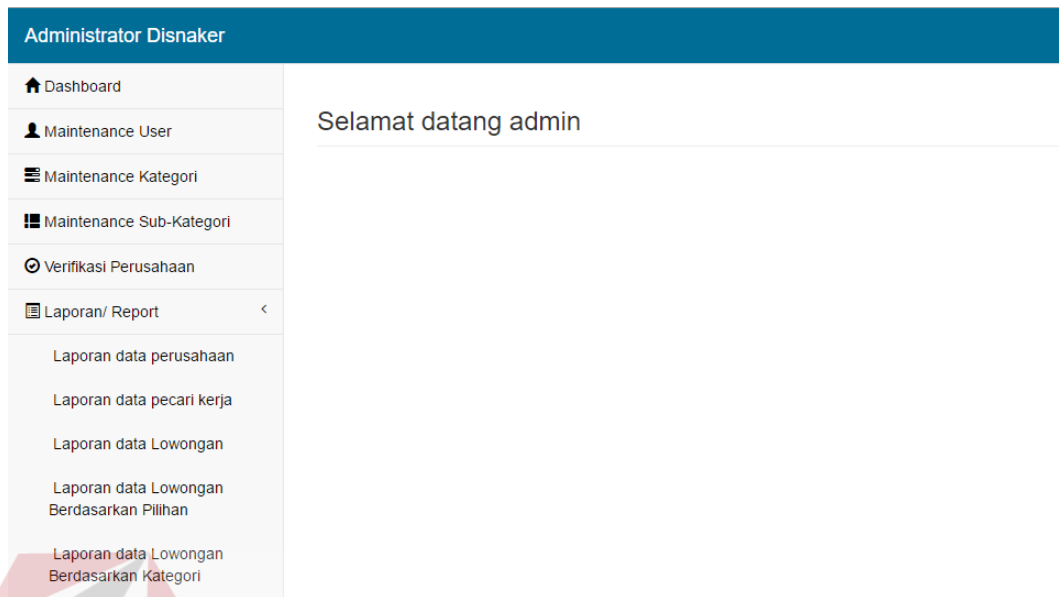 Administrator Disnaker
Dashboard
Maintenance User
Maintenance Kategori
Maintenance Sub-Kategori
Verifikasi Perusahaan
Laporan/ Report
Laporan data perusahaan
Laporan data pecari kerja
Laporan data Lowongan
Laporan data Lowongan
Berdasarkan Pilihan
Laporan data Lowongan
Berdasarkan Kategori
Selamat datang admin